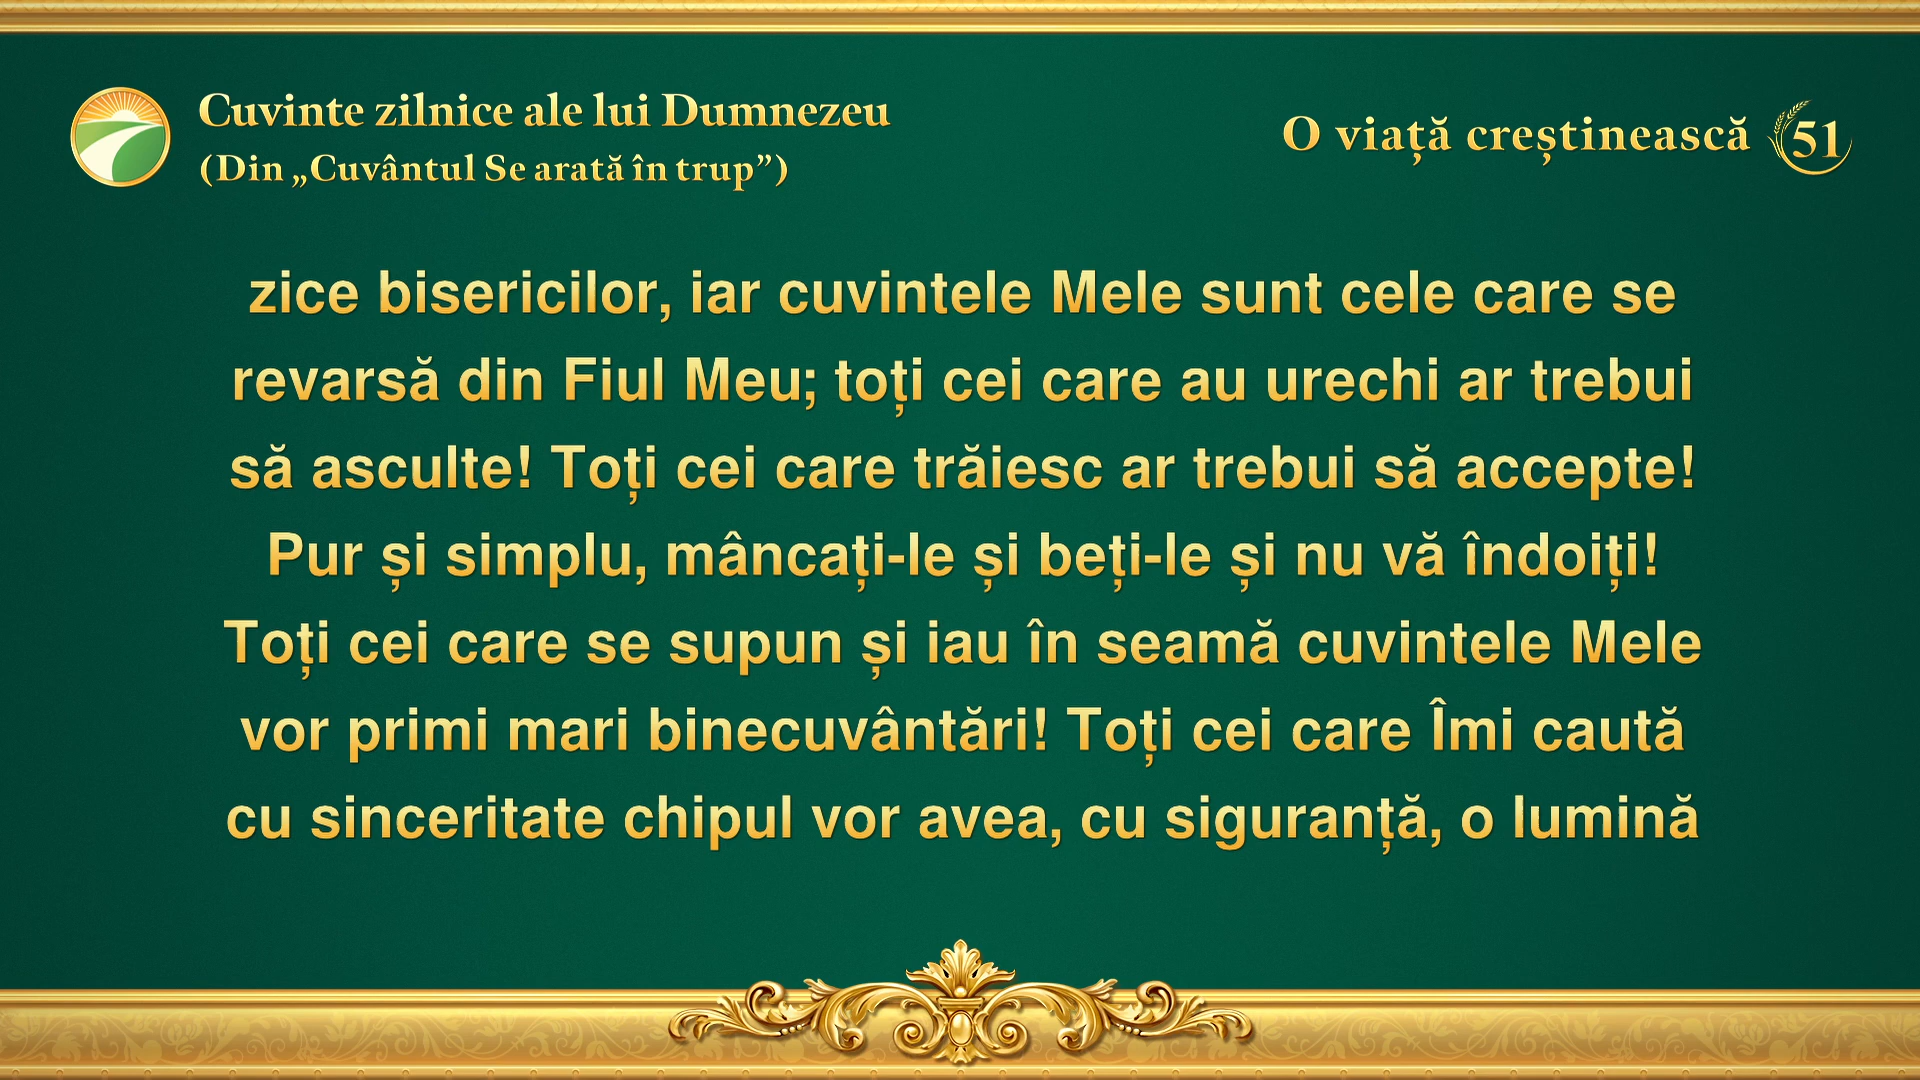 Cuvinte zilnice ale lui Dumnezeu
(Din „Cuvântul Se arată în trup”)
O viață creștinească 51
zice bisericilor, iar cuvintele Mele sunt cele care se
revarsă din Fiul Meu; toți cei care au urechi ar trebui
să asculte! Toți cei care trăiesc ar trebui să accepte!
Pur și simplu, mâncați-le și beți-le și nu vă îndoiți!
Toți cei care se supun și iau în seamă cuvintele Mele
vor primi mari binecuvântări! Toți cei care Îmi caută
cu sinceritate chipul vor avea, cu siguranță, o lumină